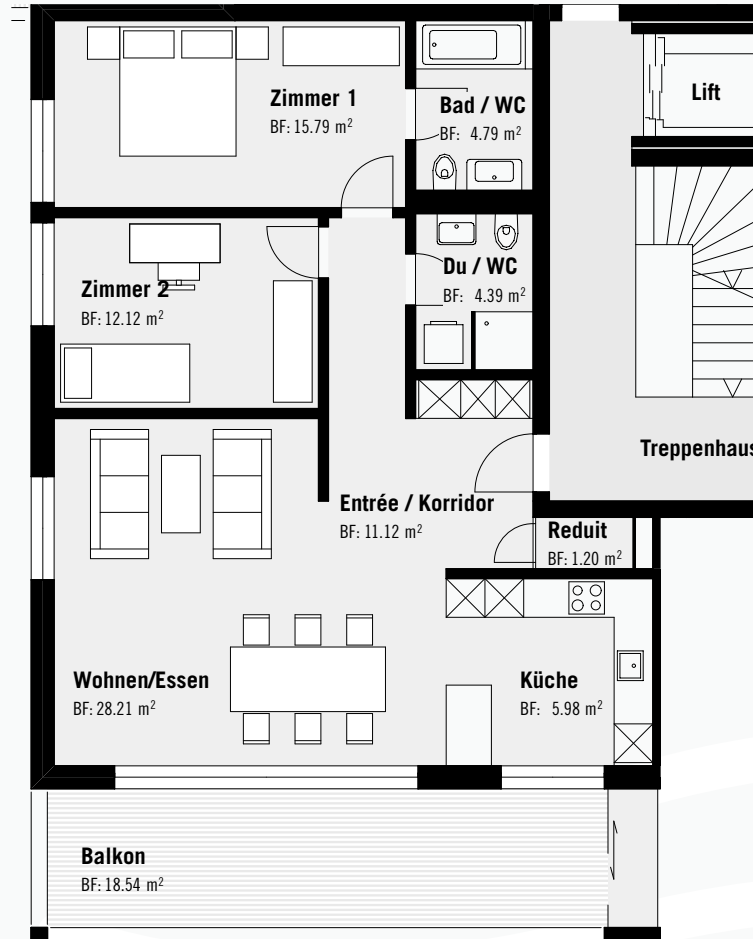 Zimmer 1
BF: 15.79 m²
Bad / WC
BF: 4.79 m²
Lift
Zimmer 2
BF: 12.12 m²
Du / WC
BF: 4.39 m²
Treppenhaus
Entrée / Korridor
BF: 11.12 m²
Reduit
BF: 1.20 m²
Wohnen/Essen
BF: 28.21 m²
Küche
BF: 5.98 m²
Balkon
BF: 18.54 m²